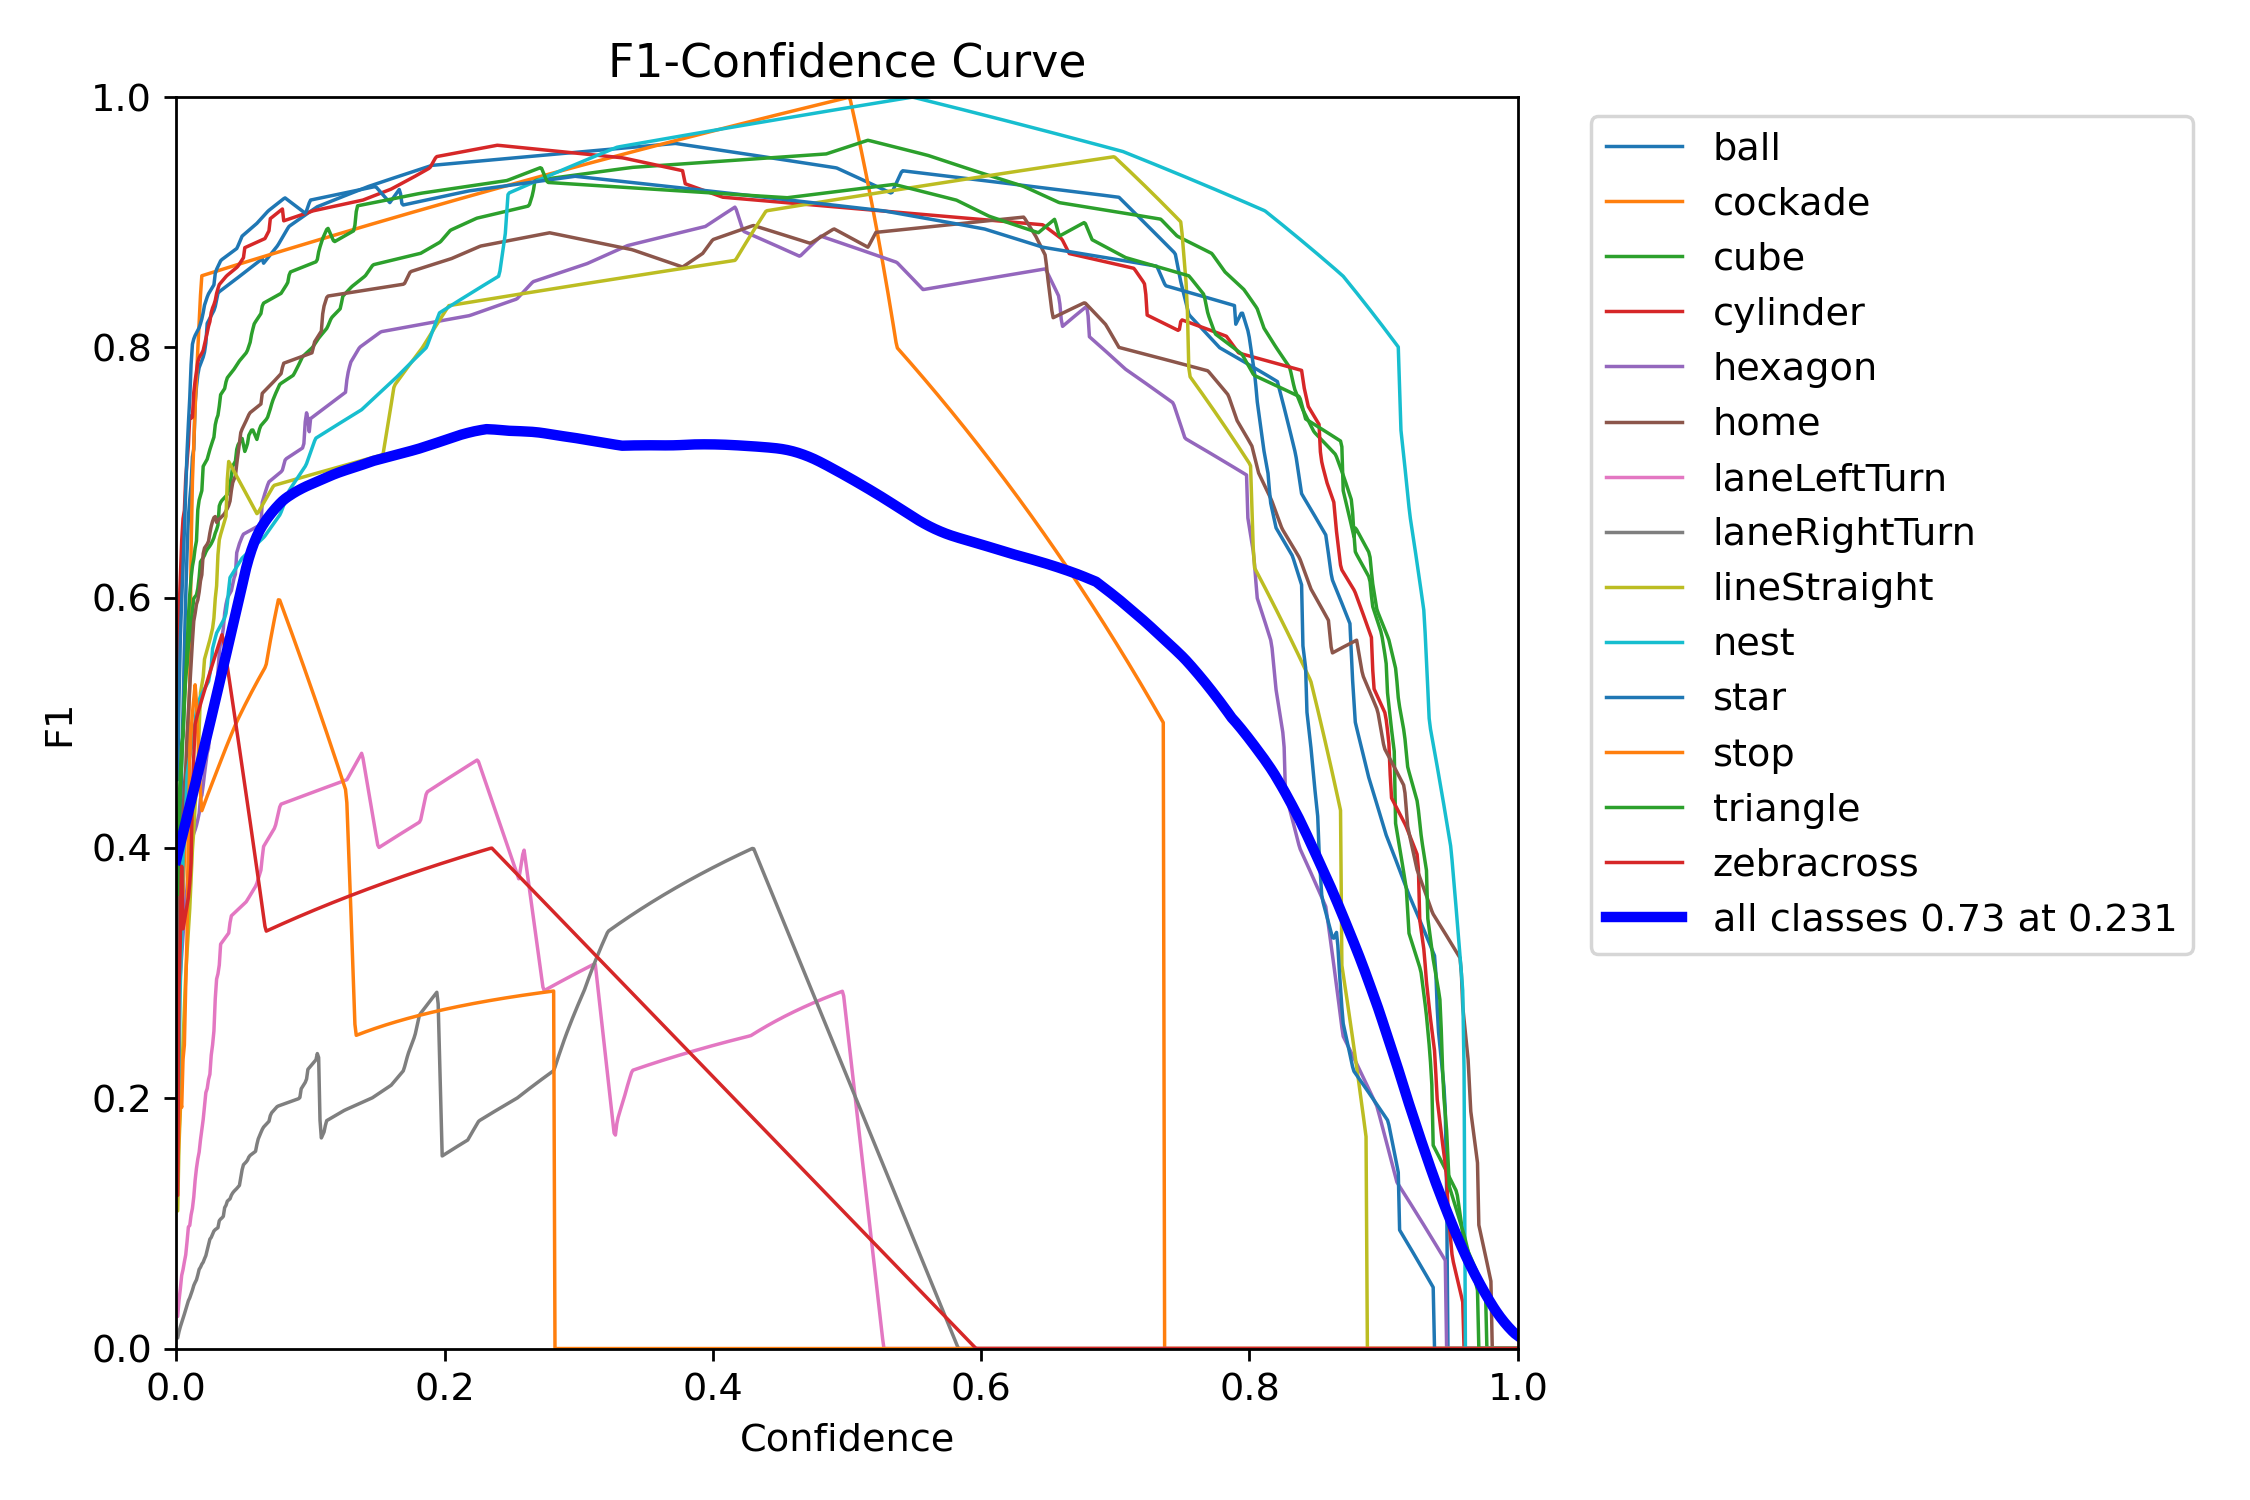 F1-Confidence Curve
1.0
0.8
0.6
0.4
0.2
0.0
F1
0.0 0.2 0.4 0.6 0.8 1.0
Confidence
ball
cockade
cube
cylinder
hexagon
home
laneLeftTurn
laneRightTurn
lineStraight
nest
star
stop
triangle
zebracross
all classes 0.73 at 0.231